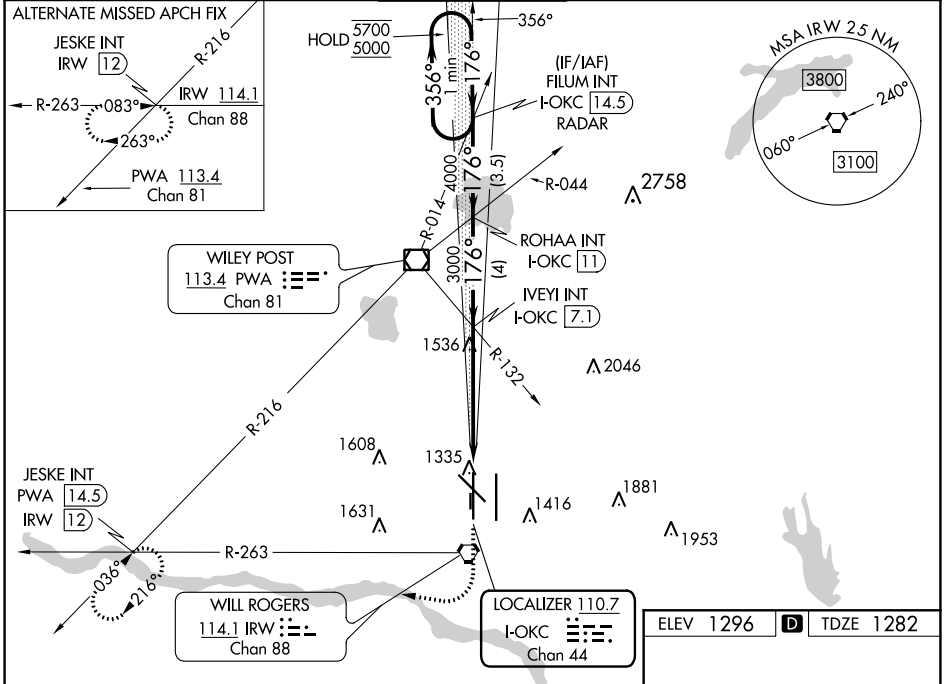 ALTERNATE MISSED APCH FIX
JESKE INT
IRW 12
R-216
R-263
083°
263°
IRW 114.1
Chan 88
PWA 113.4
Chan 81
HOLD 5700
5000
356°
1 min
176°
356°
(IF/IAF)
FILUM INT
I-OKC 14.5
RADAR
MSA IRW 25 NM
3800
240°
060°
3100
R-014
4000
176°
(3.5)
R-044
2758
ROHAA INT
I-OKC 11
WILEY POST
113.4 PWA
Chan 81
3000
176°
(4)
IVEYI INT
I-OKC 7.1
1536
R-132
2046
R-216
1608
1335
JESKE INT
PWA 14.5
IRW 12
1631
1416
1881
1953
R-263
036°
216°
WILL ROGERS
114.1 IRW
Chan 88
LOCALIZER 110.7
I-OKC
Chan 44
ELEV 1296 D TDZE 1282